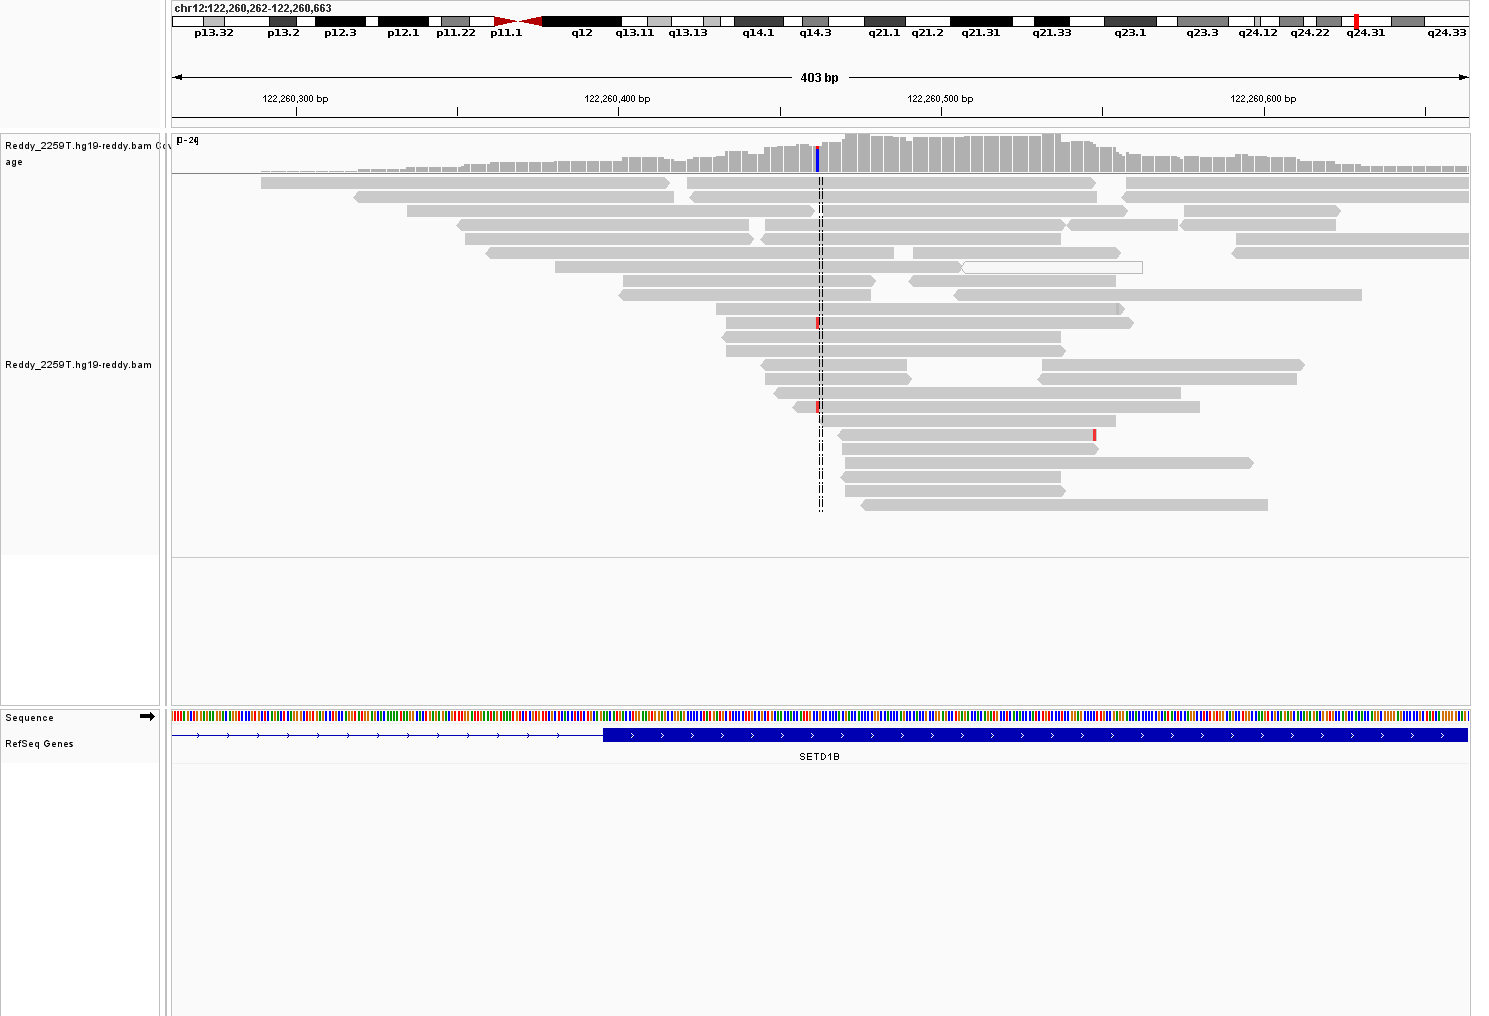 chr12:122,260,262-122,260,663
p13.32 p13.2 p12.3 p12.1 p11.22 p11.1 q12 q13.11 q13.13 q14.1 q14.3 q21.1 q21.2 q21.31 q21.33 q23.1 q23.3 q24.12 q24.22 q24.31 q24.33
403 bp
122,260,300 bp 122,260,400 bp 122,260,500 bp 122,260,600 bp
Reddy_2259T.hg19-reddy.bam Cov
age
Reddy_2259T.hg19-reddy.bam
Sequence
RefSeq Genes
SETD1B